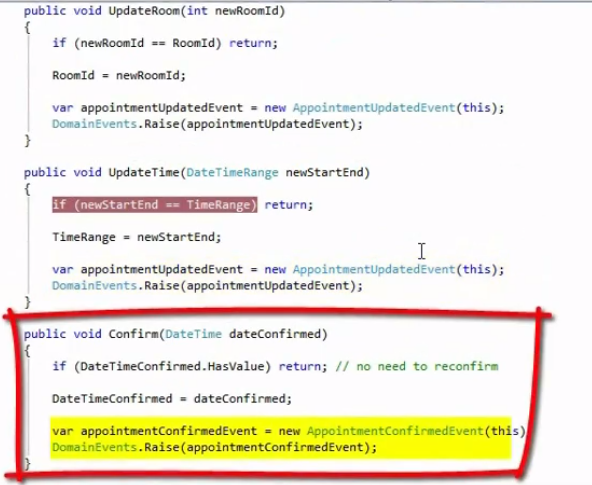 public void UpdateRoom(int newRoomId)
{
if (newRoomId == RoomId) return;
RoomId = newRoomId;
var appointmentUpdatedEvent = new AppointmentUpdatedEvent(this);
DomainEvents.Raise(appointmentUpdatedEvent);
}
public void UpdateTime(DateTimeRange newStartEnd)
{
if (newStartEnd == TimeRange) return;
TimeRange = newStartEnd;
var appointmentUpdatedEvent = new AppointmentUpdatedEvent(this);
DomainEvents.Raise(appointmentUpdatedEvent);
}
public void Confirm(DateTime dateConfirmed)
{
if (DateTimeConfirmed.HasValue) return; // no need to reconfirm
DateTimeConfirmed = dateConfirmed;
var appointmentConfirmedEvent = new AppointmentConfirmedEvent(this)
DomainEvents.Raise(appointmentConfirmedEvent);
}